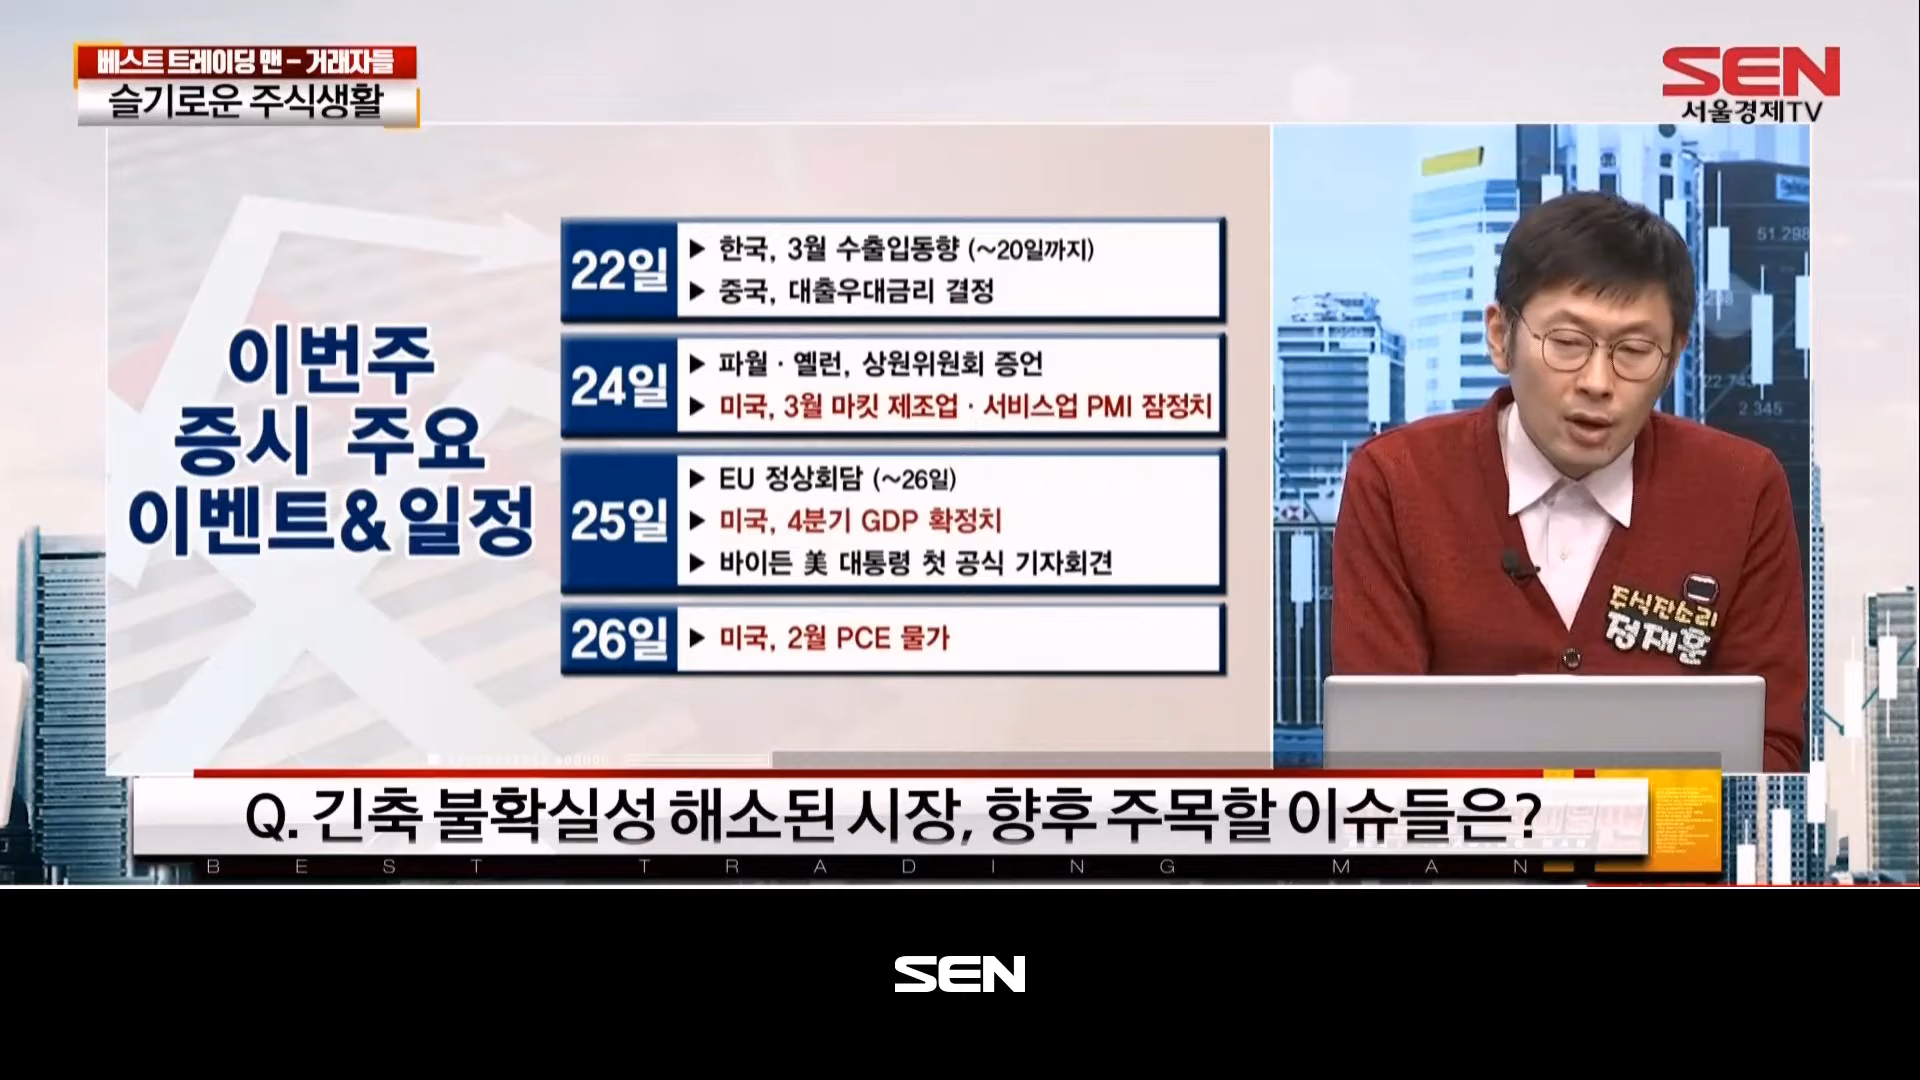 베스트 트레이딩 맨 - 거래자들
슬기로운 주식생활
SEN
서울경제TV
이번주
증시 주요
이벤트&일정
22일
▶ 한국, 3월 수출입동향 (~20일까지)
▶ 중국, 대출우대금리 결정
24일
▶ 파월·옐런, 상원위원회 증언
▶ 미국, 3월 마킷 제조업·서비스업 PMI 잠정치
25일
▶ EU 정상회담 (~26일)
▶ 미국, 4분기 GDP 확정치
▶ 바이든 美 대통령 첫 공식 기자회견
26일
▶ 미국, 2월 PCE 물가
51.298
2 345
주식잔소리
정재훈
Q. 긴축 불확실성 해소된 시장, 향후 주목할 이슈들은?
BEST TRADING MAN
SEN